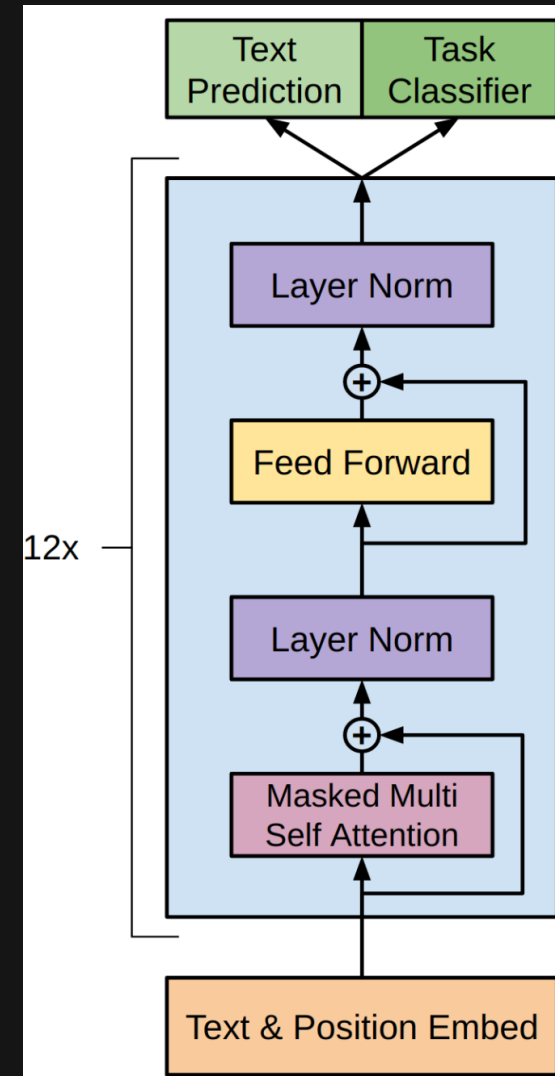 Text
Prediction
Task
Classifier
Layer Norm
+
Feed Forward
12x
Layer Norm
+
Masked Multi
Self Attention
Text & Position Embed